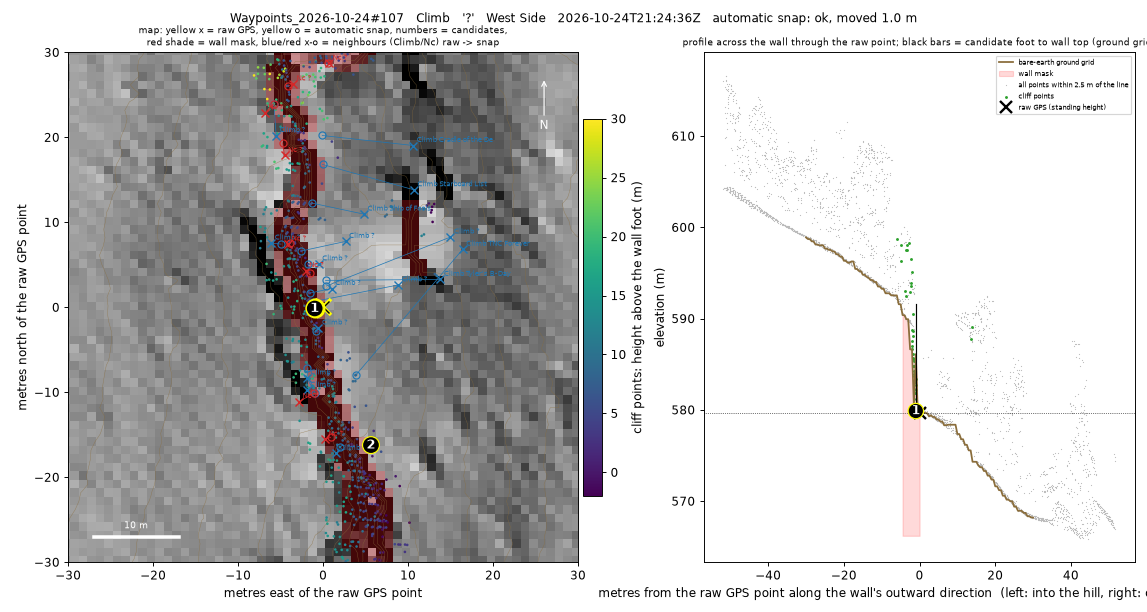 Waypoints_2026-10-24#107 Climb '?' West Side 2026-10-24T21:24:36Z automatic snap: ok, moved 1.0 m
map: yellow x = raw GPS, yellow o = automatic snap, numbers = candidates,
red shade = wall mask, blue/red x-o = neighbours (Climb/Nc) raw -> snap
profile across the wall through the raw point; black bars = candidate foot to wall top (ground gri
30
20
10
0
−10
−20
−30
metres north of the raw GPS point
−30
−20
−10
0
10
20
30
metres east of the raw GPS point
N
10 m
1
2
Climb ?
Climb ?
Climb ?
30
25
20
15
10
5
0
cliff points: height above the wall foot (m)
bare-earth ground grid
wall mask
all points within 2.5 m of the line
cliff points
raw GPS (standing height)
610
600
590
580
570
elevation (m)
1
−40
−20
0
20
40
metres from the raw GPS point along the wall's outward direction (left: into the hill, right: